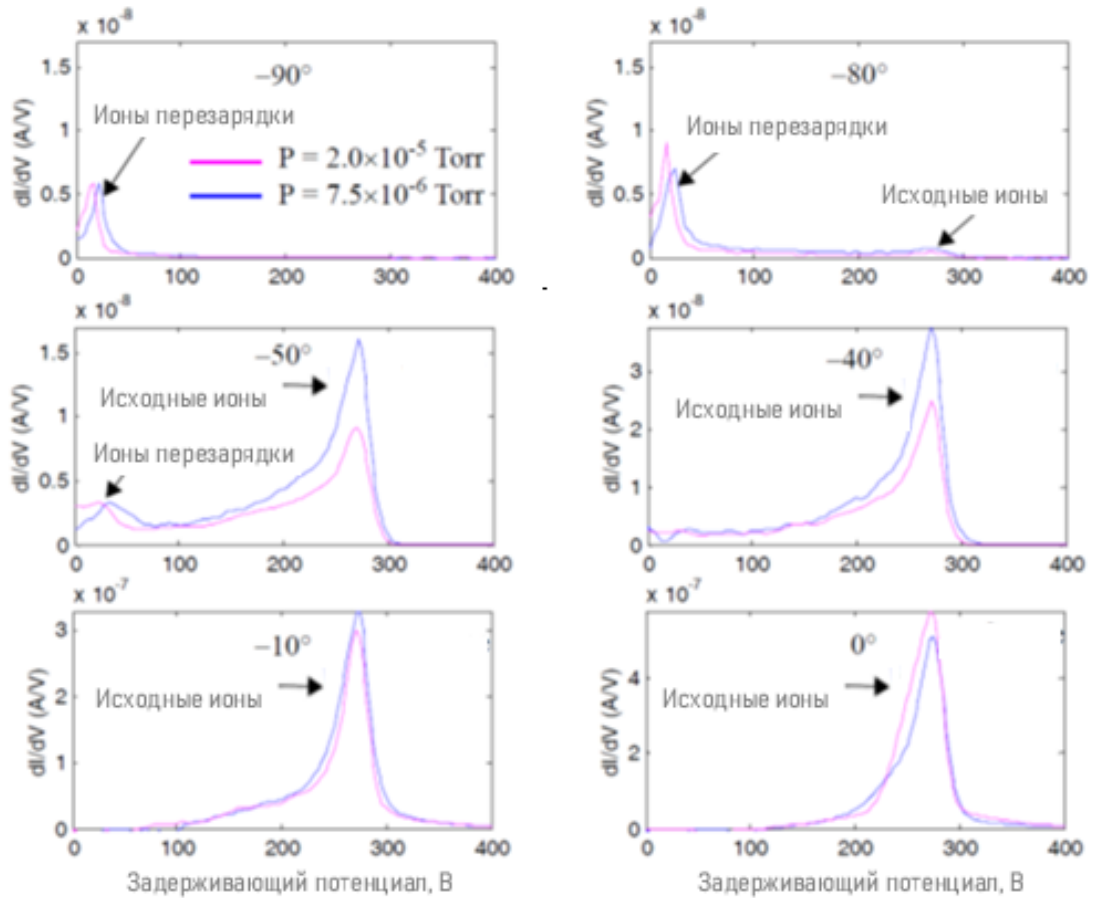 x 10⁻⁸
x 10⁻⁸
1.5
1
0.5
0
dI/dV (A/V)
−90°
Ионы перезарядки
P = 2.0×10⁻⁵ Torr
P = 7.5×10⁻⁶ Torr
0 100 200 300 400
1.5
1
0.5
0
dI/dV (A/V)
−80°
Ионы перезарядки
Исходные ионы
0 100 200 300 400
x 10⁻⁸
1.5
1
0.5
0
dI/dV (A/V)
−50°
Исходные ионы
Ионы перезарядки
0 100 200 300 400
x 10⁻⁸
3
2
1
0
dI/dV (A/V)
−40°
Исходные ионы
0 100 200 300 400
x 10⁻⁷
3
2
1
0
dI/dV (A/V)
−10°
Исходные ионы
0 100 200 300 400
Задерживающий потенциал, В
x 10⁻⁷
4
2
0
dI/dV (A/V)
0°
Исходные ионы
0 100 200 300 400
Задерживающий потенциал, В